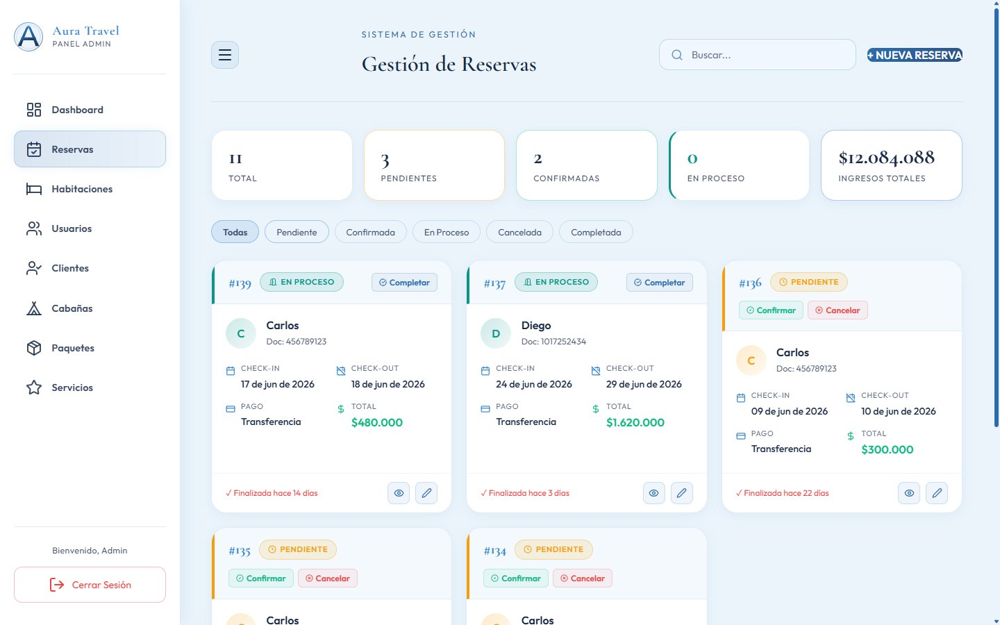 Aura Travel
PANEL ADMIN
Dashboard
Reservas
Habitaciones
Usuarios
Clientes
Cabañas
Paquetes
Servicios
Bienvenido, Admin
Cerrar Sesión
SISTEMA DE GESTIÓN
Gestión de Reservas
Buscar...
+ NUEVA RESERVA
11
TOTAL
3
PENDIENTES
2
CONFIRMADAS
0
EN PROCESO
$12.084.088
INGRESOS TOTALES
Todas
Pendiente
Confirmada
En Proceso
Cancelada
Completada
#139 EN PROCESO Completar
C
Carlos
Doc: 456789123
CHECK-IN CHECK-OUT
17 de jun de 2026 18 de jun de 2026
PAGO TOTAL
Transferencia $480.000
✓ Finalizada hace 14 días
#137 EN PROCESO Completar
D
Diego
Doc: 1017252434
CHECK-IN CHECK-OUT
24 de jun de 2026 29 de jun de 2026
PAGO TOTAL
Transferencia $1.620.000
✓ Finalizada hace 3 días
#136 PENDIENTE
Confirmar Cancelar
C
Carlos
Doc: 456789123
CHECK-IN CHECK-OUT
09 de jun de 2026 10 de jun de 2026
PAGO TOTAL
Transferencia $300.000
✓ Finalizada hace 22 días
#135 PENDIENTE
Confirmar Cancelar
Carlos
#134 PENDIENTE
Confirmar Cancelar
Carlos